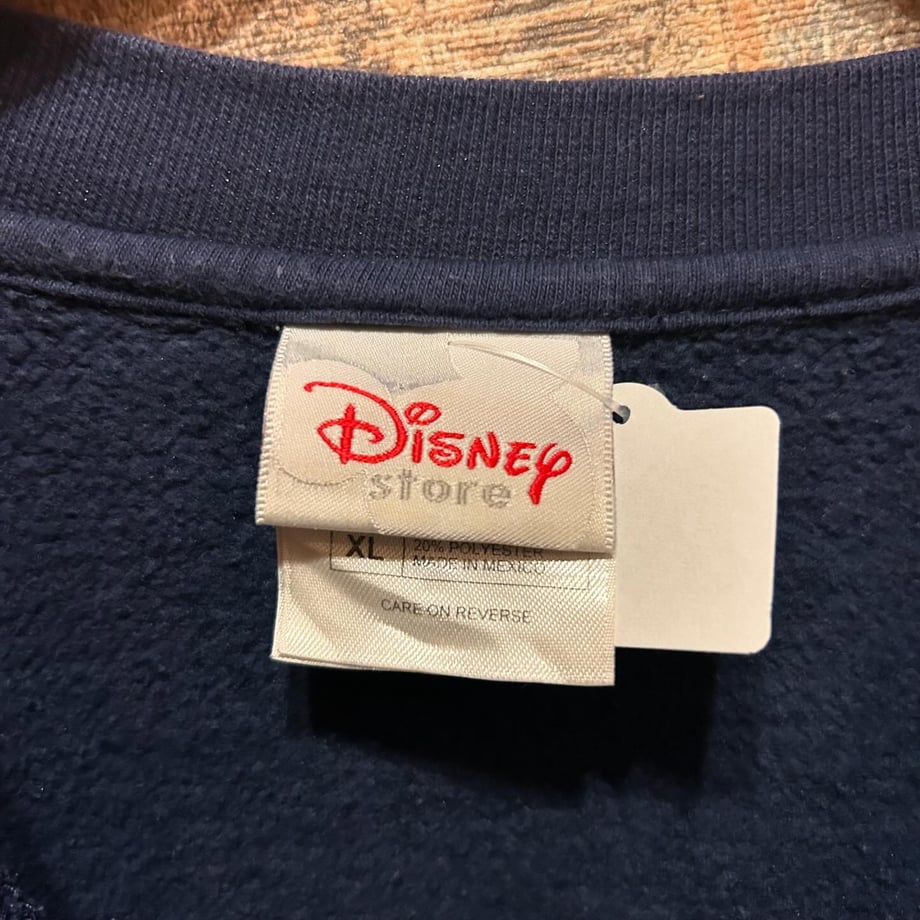 Disney
store
XL
20% POLYESTER
MADE IN MEXICO
CARE ON REVERSE